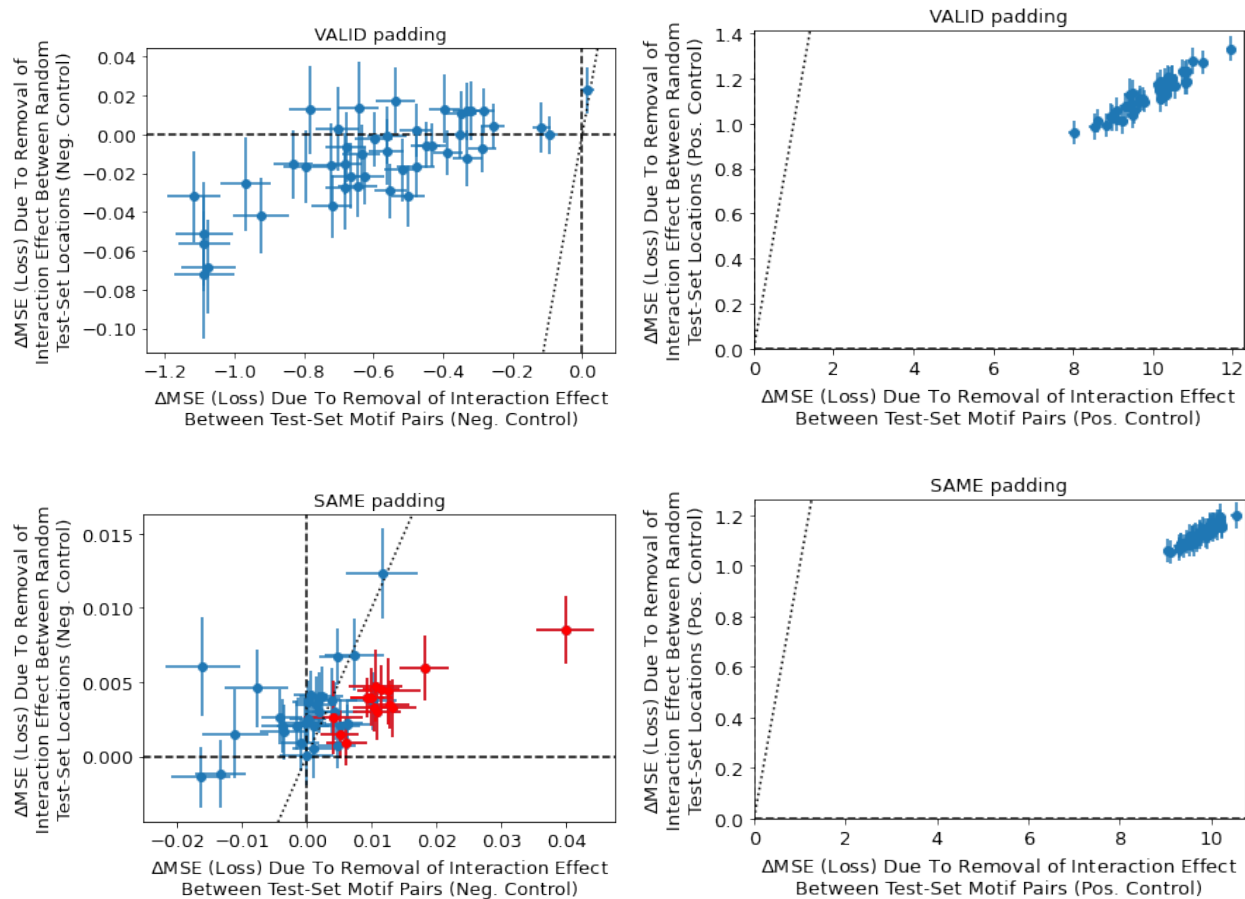 VALID padding
ΔMSE (Loss) Due To Removal of
Interaction Effect Between Random
Test-Set Locations (Neg. Control)
0.04
0.02
0.00
−0.02
−0.04
−0.06
−0.08
−0.10
−1.2 −1.0 −0.8 −0.6 −0.4 −0.2 0.0
ΔMSE (Loss) Due To Removal of Interaction Effect
Between Test-Set Motif Pairs (Neg. Control)
VALID padding
ΔMSE (Loss) Due To Removal of
Interaction Effect Between Random
Test-Set Locations (Pos. Control)
1.4
1.2
1.0
0.8
0.6
0.4
0.2
0.0
0 2 4 6 8 10 12
ΔMSE (Loss) Due To Removal of Interaction Effect
Between Test-Set Motif Pairs (Pos. Control)
SAME padding
ΔMSE (Loss) Due To Removal of
Interaction Effect Between Random
Test-Set Locations (Neg. Control)
0.015
0.010
0.005
0.000
−0.02 −0.01 0.00 0.01 0.02 0.03 0.04
ΔMSE (Loss) Due To Removal of Interaction Effect
Between Test-Set Motif Pairs (Neg. Control)
SAME padding
ΔMSE (Loss) Due To Removal of
Interaction Effect Between Random
Test-Set Locations (Pos. Control)
1.2
1.0
0.8
0.6
0.4
0.2
0.0
0 2 4 6 8 10
ΔMSE (Loss) Due To Removal of Interaction Effect
Between Test-Set Motif Pairs (Pos. Control)